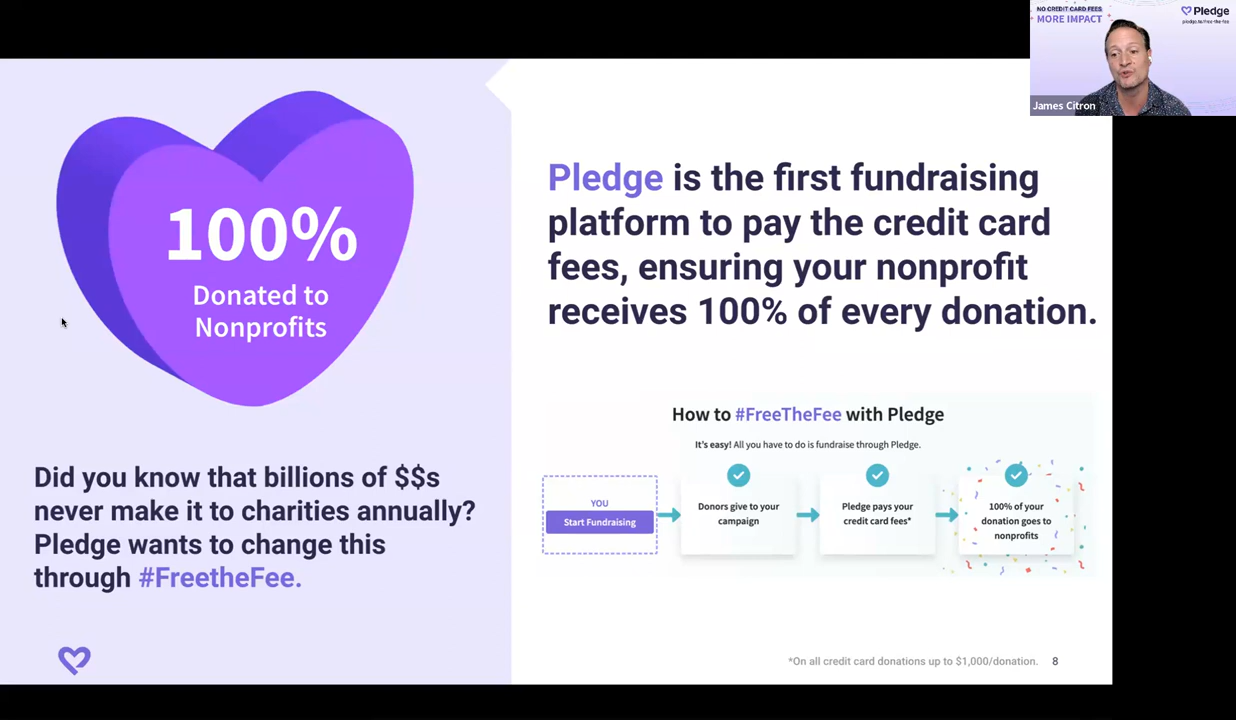 NO CREDIT CARD FEES
MORE IMPACT
Pledge
pledge.to/free-the-fee
James Citron
100%
Donated to
Nonprofits
Did you know that billions of $$s
never make it to charities annually?
Pledge wants to change this
through #FreetheFee.
Pledge is the first fundraising
platform to pay the credit card
fees, ensuring your nonprofit
receives 100% of every donation.
How to #FreeTheFee with Pledge
It's easy! All you have to do is fundraise through Pledge.
YOU
Start Fundraising
Donors give to your
campaign
Pledge pays your
credit card fees*
100% of your
donation goes to
nonprofits
*On all credit card donations up to $1,000/donation.
8